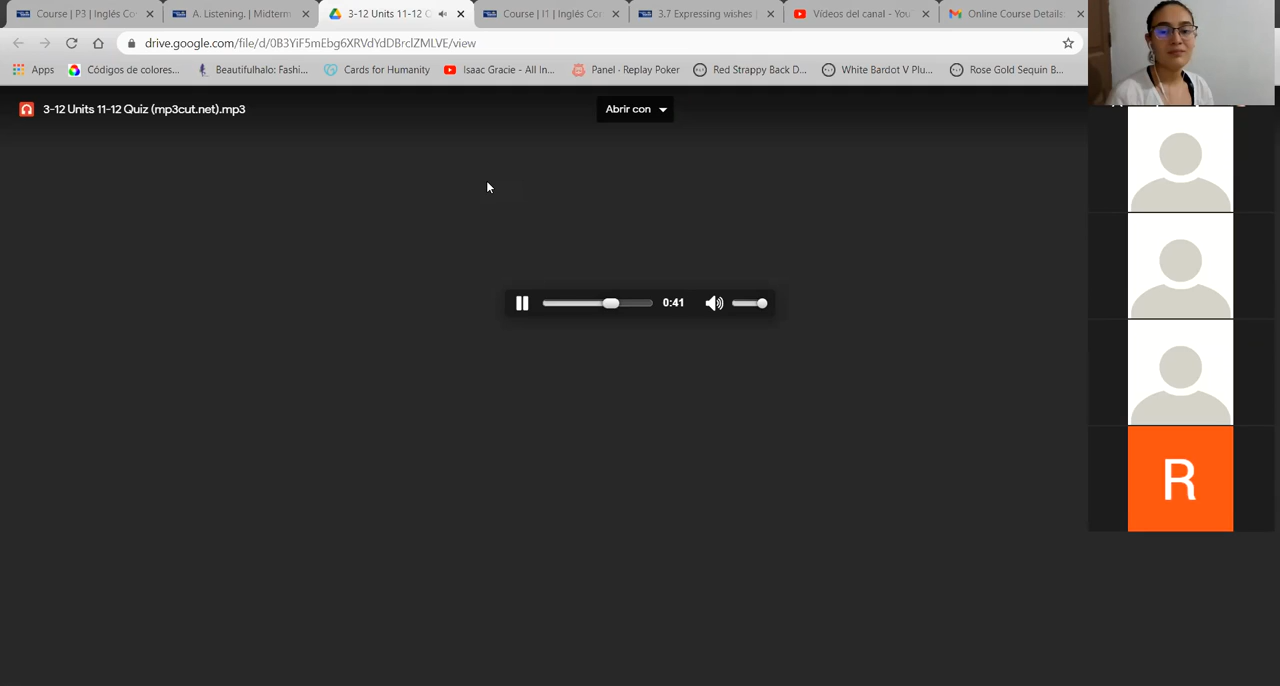 Course | P3 | Inglés Co
A. Listening. | Midterm
3-12 Units 11-12 Q
Course | I1 | Inglés Co
3.7 Expressing wishes |
Vídeos del canal - You
Online Course Details:
drive.google.com/file/d/0B3YiF5mEbg6XRVdYdDBrclZMLVE/view
Apps
Códigos de colores...
Beautifulhalo: Fashi...
Cards for Humanity
Isaac Gracie - All In...
Panel - Replay Poker
Red Strappy Back D...
White Bardot V Plu...
Rose Gold Sequin B...
3-12 Units 11-12 Quiz (mp3cut.net).mp3
Abrir con
0:41
R